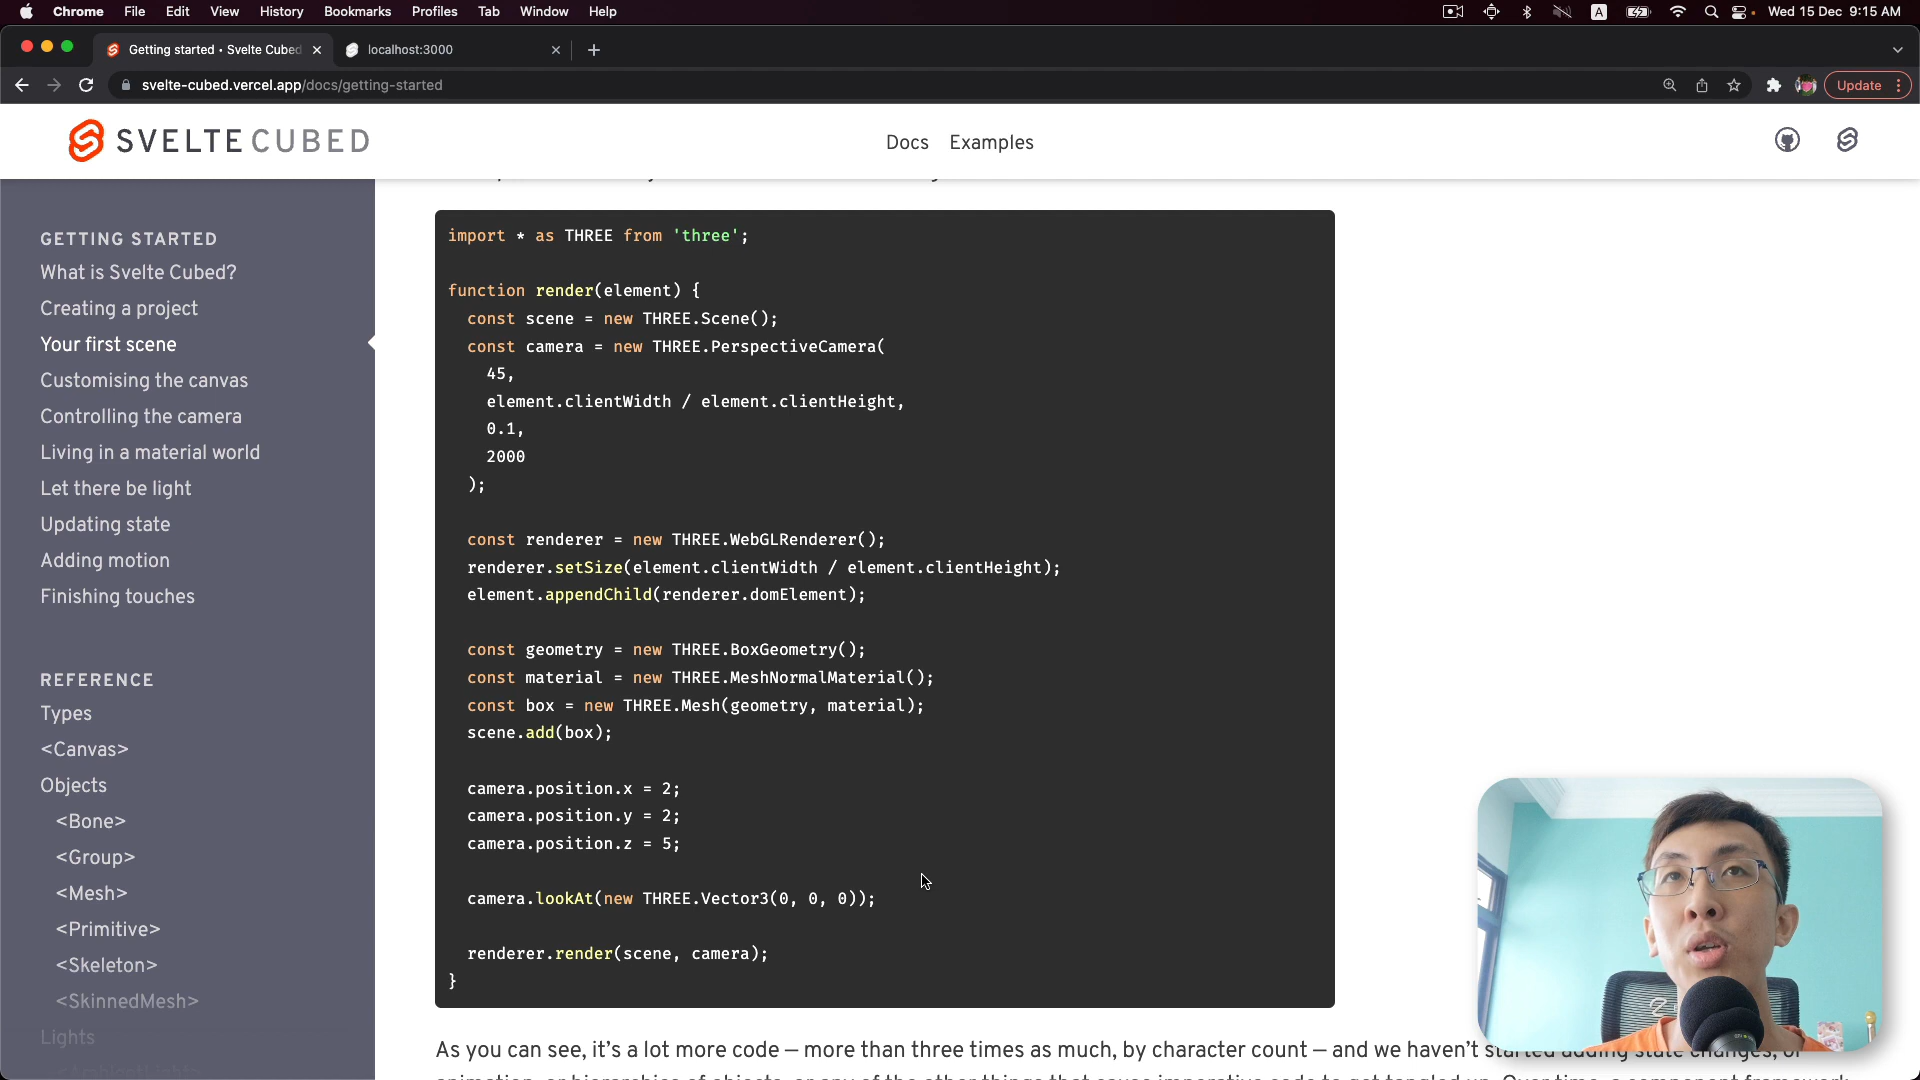 Chrome File Edit View History Bookmarks Profiles Tab Window Help
A
Wed 15 Dec 9:15 AM
Getting started • Svelte Cubed
localhost:3000
svelte-cubed.vercel.app/docs/getting-started
Update
SVELTE CUBED
Docs Examples
GETTING STARTED
What is Svelte Cubed?
Creating a project
Your first scene
Customising the canvas
Controlling the camera
Living in a material world
Let there be light
Updating state
Adding motion
Finishing touches
REFERENCE
Types
<Canvas>
Objects
<Bone>
<Group>
<Mesh>
<Primitive>
<Skeleton>
<SkinnedMesh>
Lights
import * as THREE from 'three';
function render(element) {
const scene = new THREE.Scene();
const camera = new THREE.PerspectiveCamera(
45,
element.clientWidth / element.clientHeight,
0.1,
2000
);
const renderer = new THREE.WebGLRenderer();
renderer.setSize(element.clientWidth / element.clientHeight);
element.appendChild(renderer.domElement);
const geometry = new THREE.BoxGeometry();
const material = new THREE.MeshNormalMaterial();
const box = new THREE.Mesh(geometry, material);
scene.add(box);
camera.position.x = 2;
camera.position.y = 2;
camera.position.z = 5;
camera.lookAt(new THREE.Vector3(0, 0, 0));
renderer.render(scene, camera);
}
As you can see, it's a lot more code — more than three times as much, by character count — and we haven't started adding state changes, or